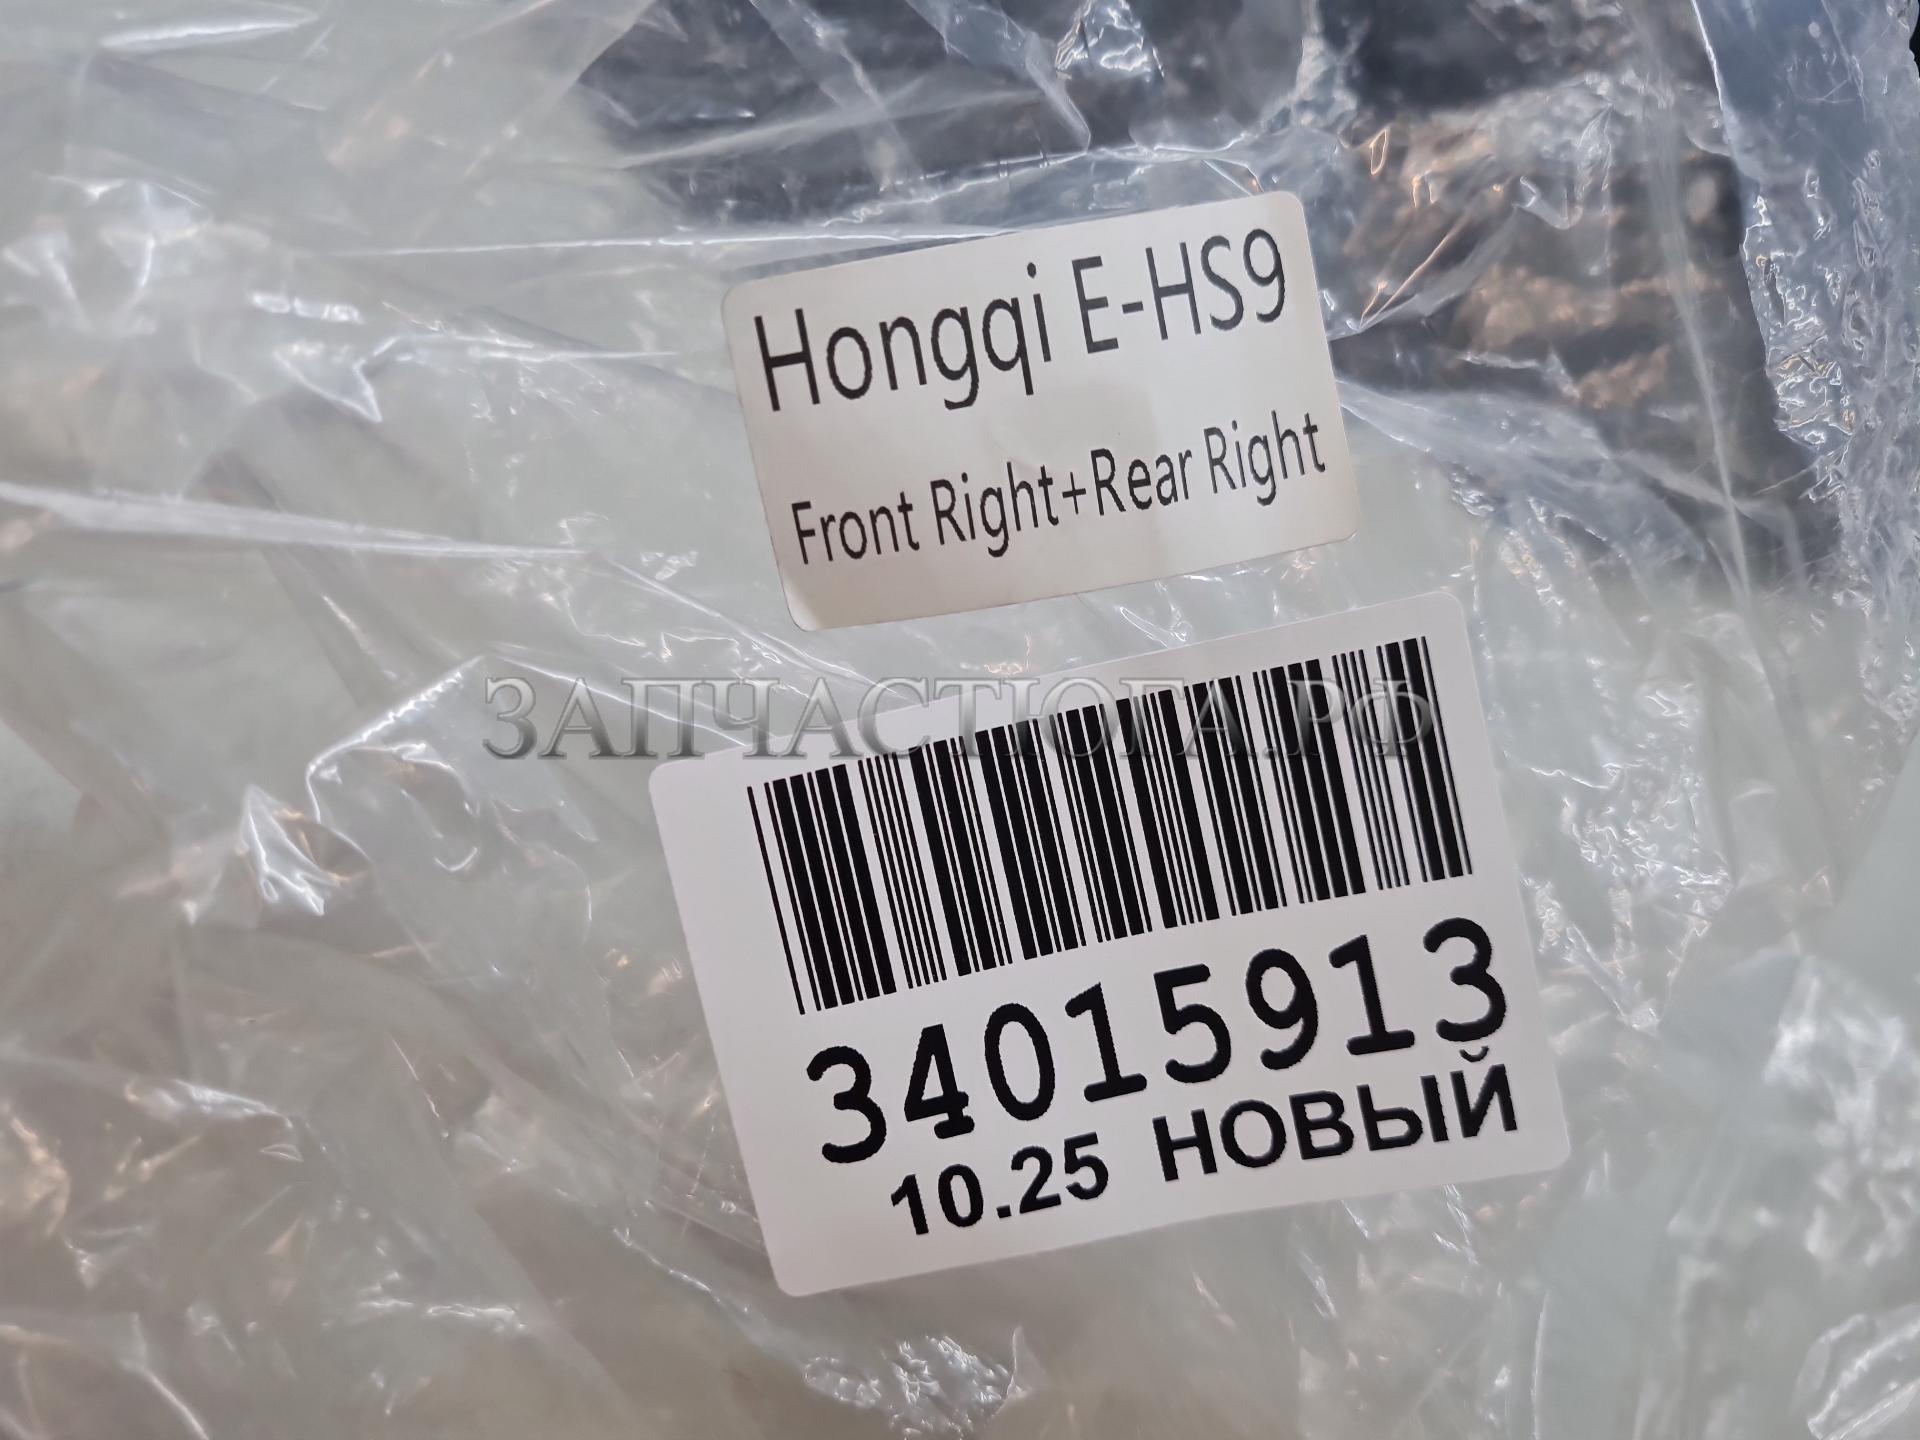 Hongqi E-HS9
Front Right+Rear Right
ЗАПЧАСТЮГА.РФ
34015913
10.25 НОВЫЙ